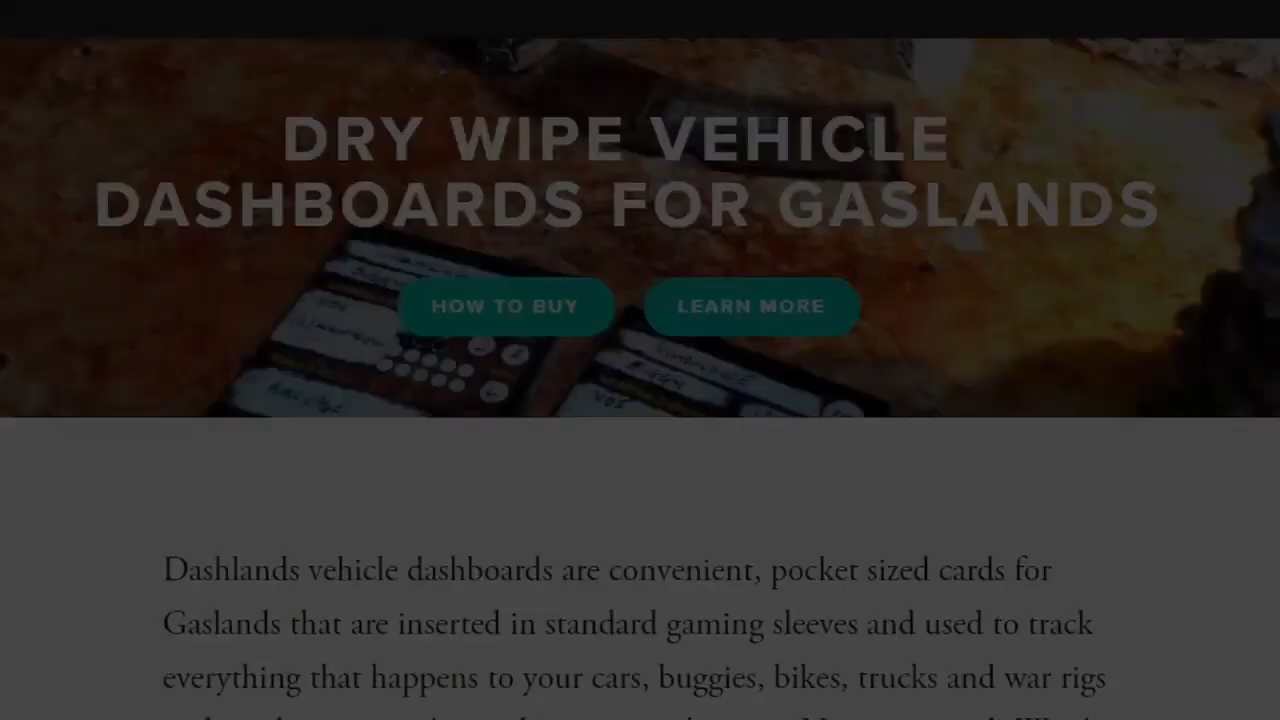 DRY WIPE VEHICLE
DASHBOARDS FOR GASLANDS
HOW TO BUY
LEARN MORE
Dashlands vehicle dashboards are convenient, pocket sized cards for
Gaslands that are inserted in standard gaming sleeves and used to track
everything that happens to your cars, buggies, bikes, trucks and war rigs